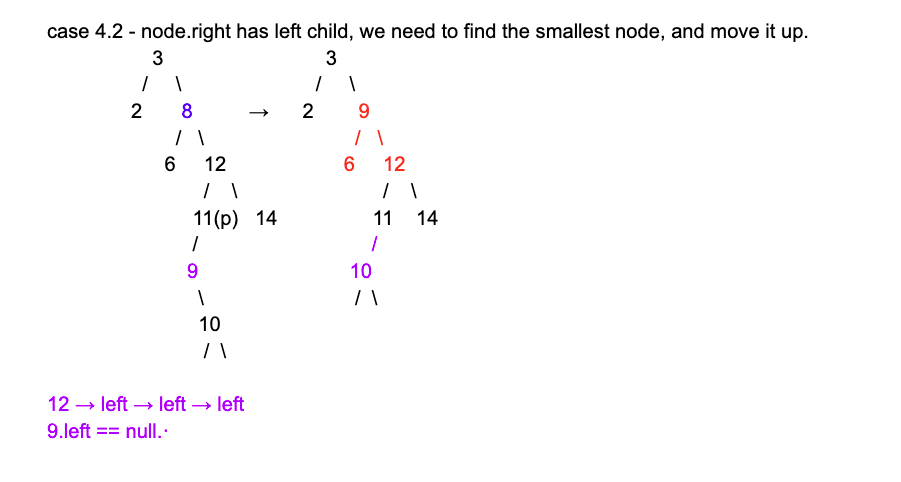 case 4.2 - node.right has left child, we need to find the smallest node, and move it up.
3 3
/ \ / \
2 8 → 2 9
/ \ / \
6 12 6 12
/ \ / \
11(p) 14 11 14
/ /
9 10
\ / \
10
/ \
12 → left → left → left
9.left == null.·